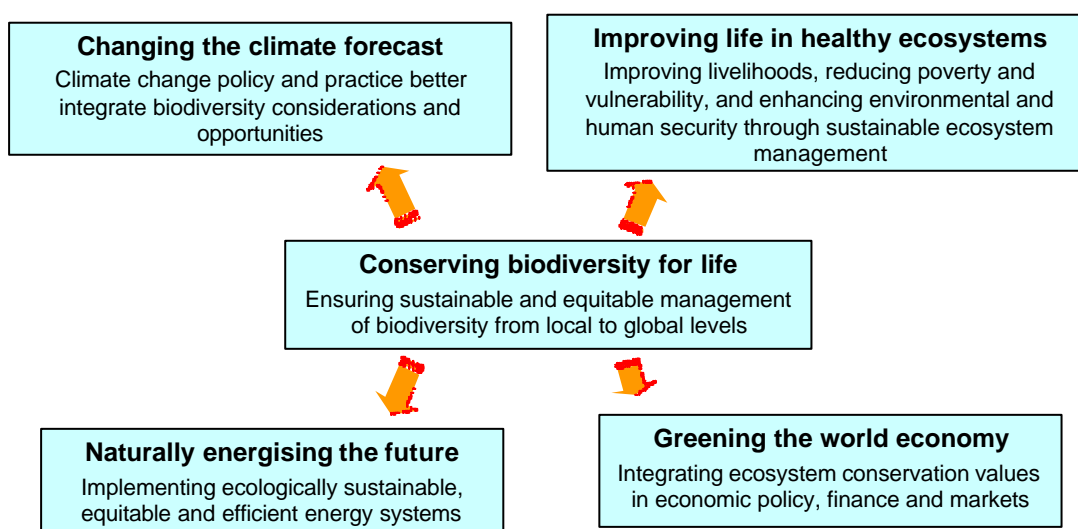 Changing the climate forecast
Climate change policy and practice better
integrate biodiversity considerations and
opportunities
Improving life in healthy ecosystems
Improving livelihoods, reducing poverty and
vulnerability, and enhancing environmental and
human security through sustainable ecosystem
management
Conserving biodiversity for life
Ensuring sustainable and equitable management
of biodiversity from local to global levels
Naturally energising the future
Implementing ecologically sustainable,
equitable and efficient energy systems
Greening the world economy
Integrating ecosystem conservation values
in economic policy, finance and markets